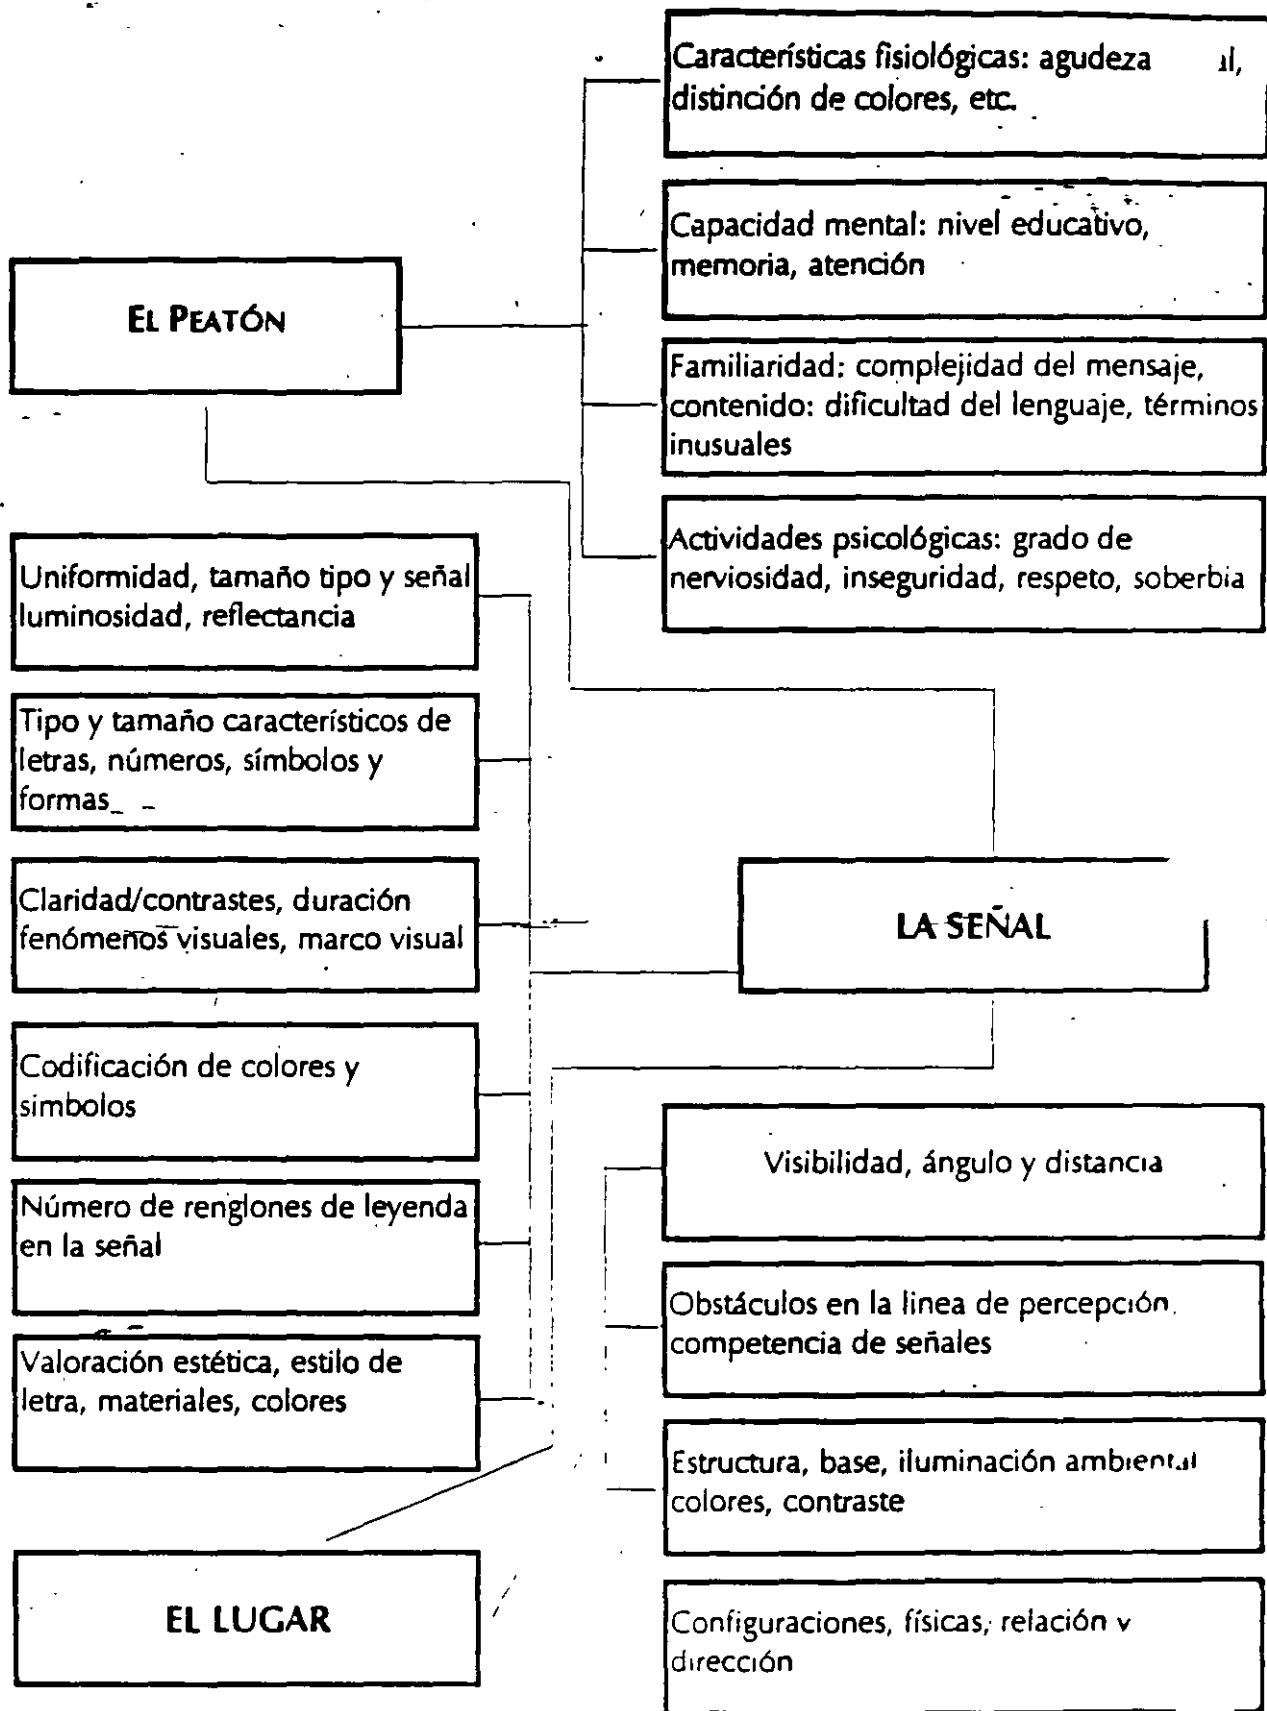 Características fisiológicas: agudeza
distinción de colores, etc.
Capacidad mental: nivel educativo,
memoria, atención
EL PEATÓN
Familiaridad: complejidad del mensaje,
contenido: dificultad del lenguaje, términos
inusuales
Actividades psicológicas: grado de
nerviosidad, inseguridad, respeto, soberbia
Uniformidad, tamaño tipo y señal
luminosidad, reflectancia
Tipo y tamaño característicos de
letras, números, símbolos y
formas
Claridad/contrastes, duración
fenómenos visuales, marco visual
LA SEÑAL
Codificación de colores y
simbolos
Número de renglones de leyenda
en la señal
Valoración estética, estilo de
letra, materiales, colores
Visibilidad, ángulo y distancia
Obstáculos en la linea de percepción,
competencia de señales
Estructura, base, iluminación ambiental
colores, contraste
EL LUGAR
Configuraciones, físicas, relación y
dirección